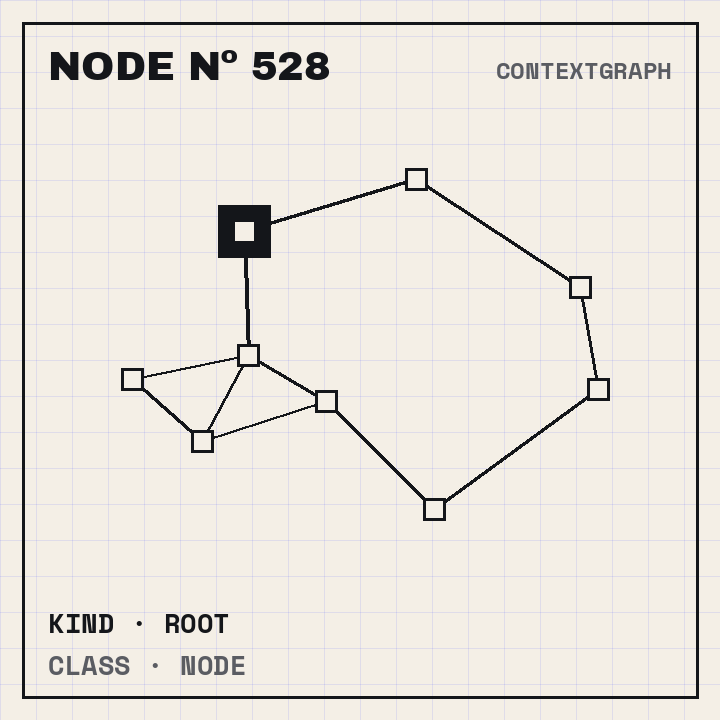 NODE Nº 528
CONTEXTGRAPH
KIND · ROOT
CLASS · NODE